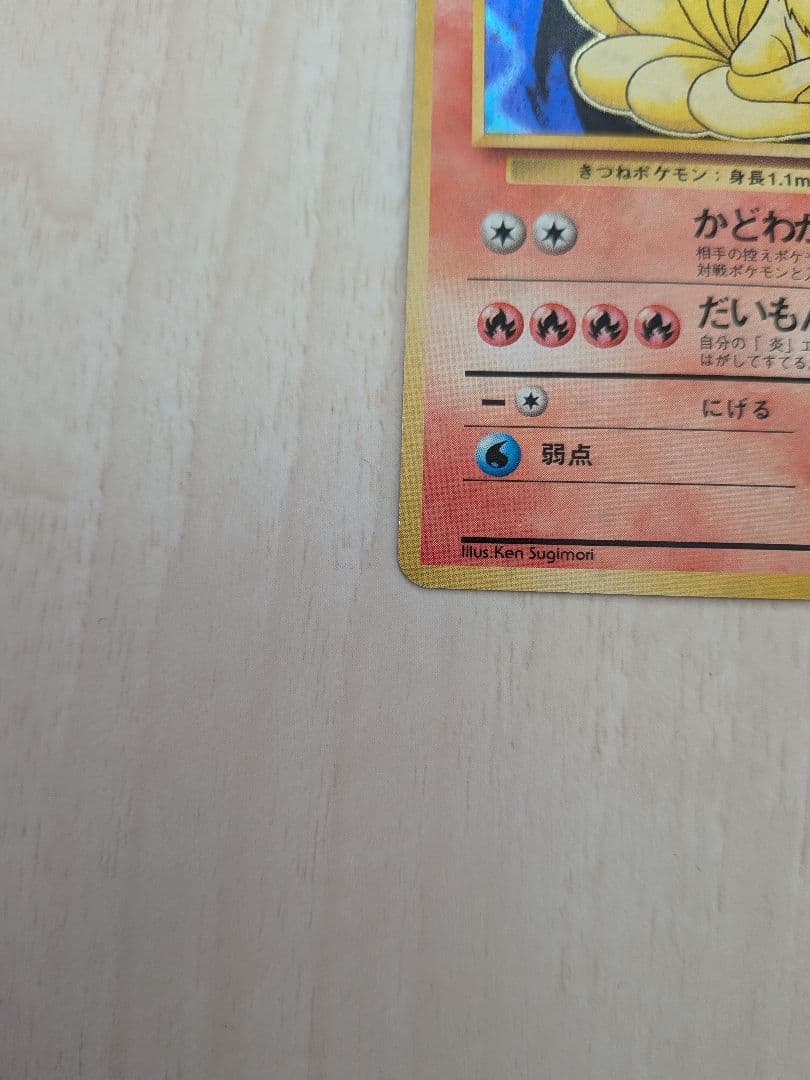 きつねポケモン：身長1.1m
かどわか
相手の控えポケモ
対戦ポケモンと入
だいもん
自分の「炎」エ
はがしてすてる。
にげる
弱点
Illus.Ken Sugimori